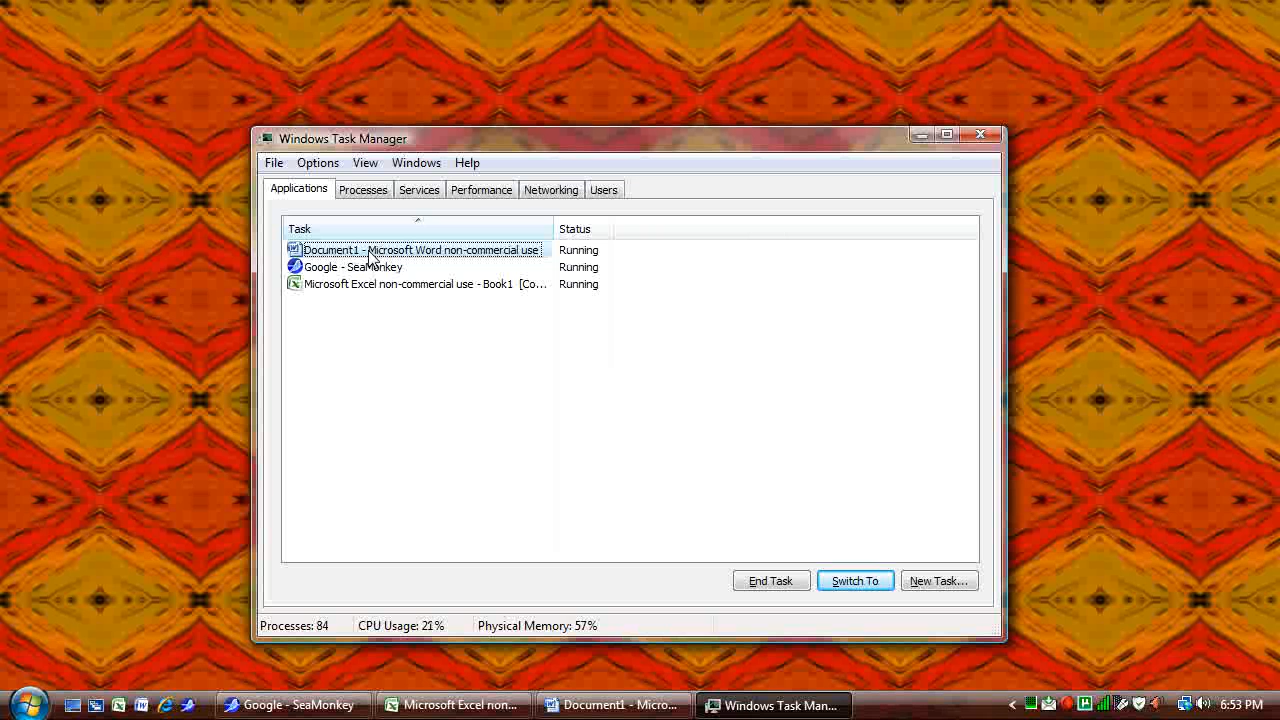 Windows Task Manager
File Options View Windows Help
Applications Processes Services Performance Networking Users
Task Status
Document1 - Microsoft Word non-commercial use Running
Google - SeaMonkey Running
Microsoft Excel non-commercial use - Book1 [Co... Running
End Task Switch To New Task...
Processes: 84 CPU Usage: 21% Physical Memory: 57%
Google - SeaMonkey Microsoft Excel non... Document1 - Micro... Windows Task Man... 6:53 PM